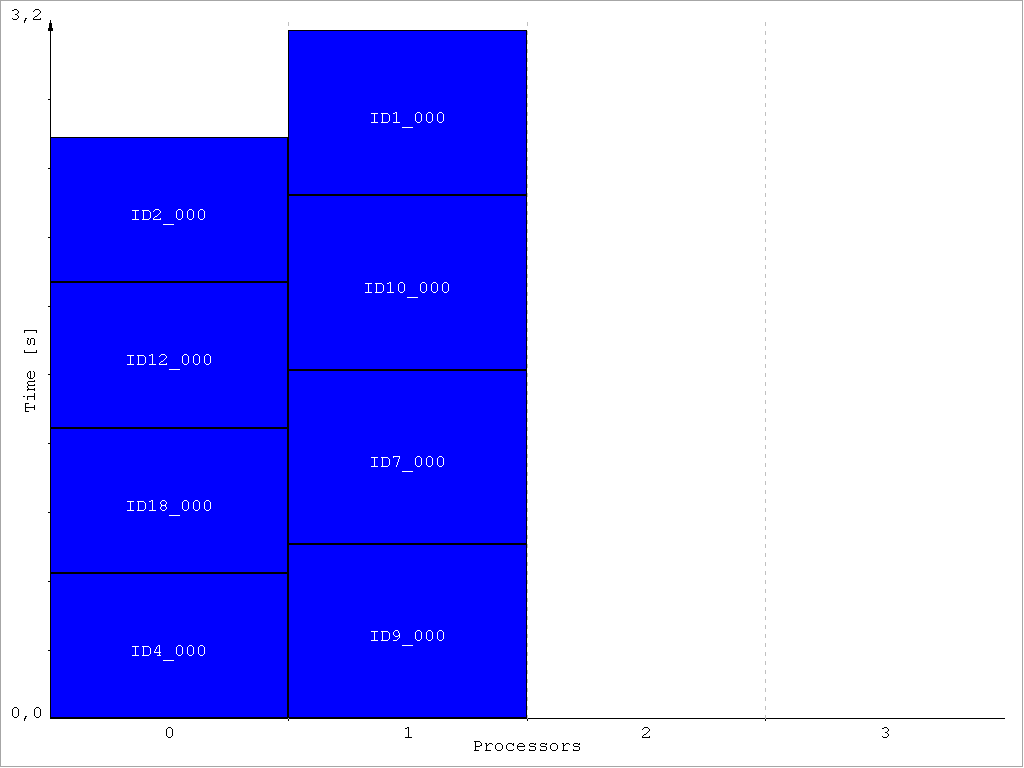 3,2
ID1_000
ID2_000
ID10_000
ID12_000
Time [s]
ID7_000
ID18_000
ID9_000
ID4_000
0,0
0 1 2 3
Processors